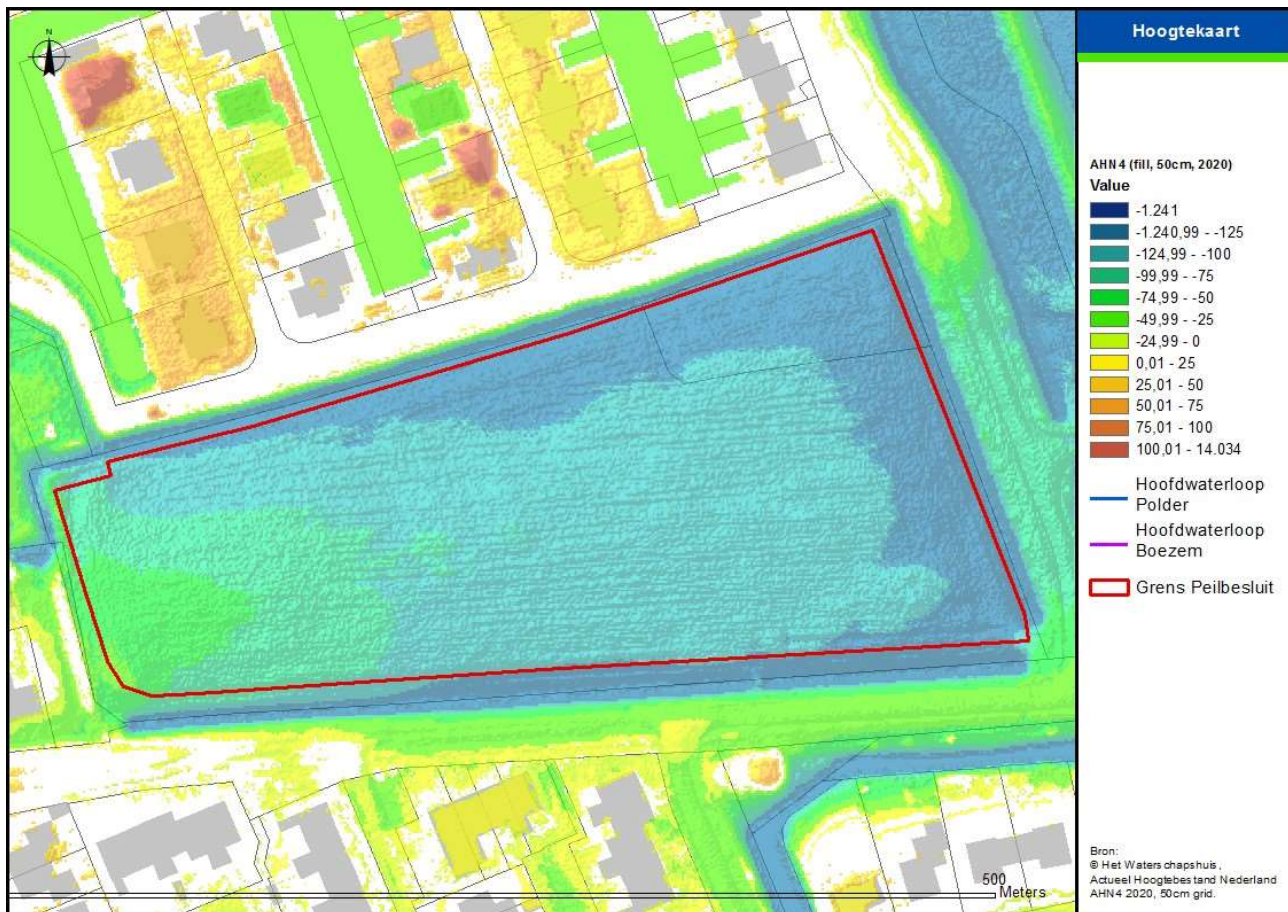 N
Hoogtekaart
AHN4 (fill, 50cm, 2020)
Value
-1.241
-1.240,99 - -125
-124,99 - -100
-99,99 - -75
-74,99 - -50
-49,99 - -25
-24,99 - 0
0,01 - 25
25,01 - 50
50,01 - 75
75,01 - 100
100,01 - 14.034
Hoofdwaterloop
Polder
Hoofdwaterloop
Boezem
Grens Peilbesluit
500
Meters
Bron:
© Het Waterschapshuis,
Actueel Hoogtebestand Nederland
AHN4 2020, 50cm grid.